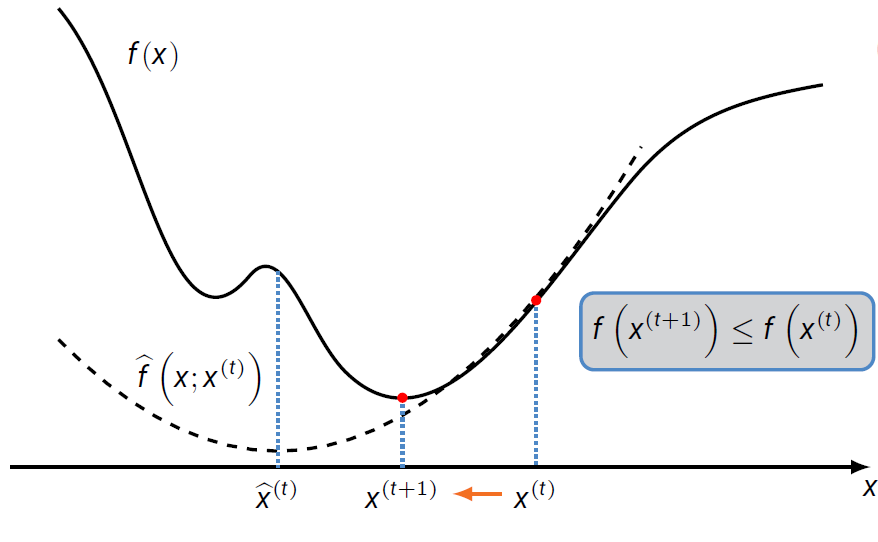 f(x)
f̂(x; x⁽ᵗ⁾)
f(x⁽ᵗ⁺¹⁾) ≤ f(x⁽ᵗ⁾)
x̂⁽ᵗ⁾ x⁽ᵗ⁺¹⁾ x⁽ᵗ⁾ x